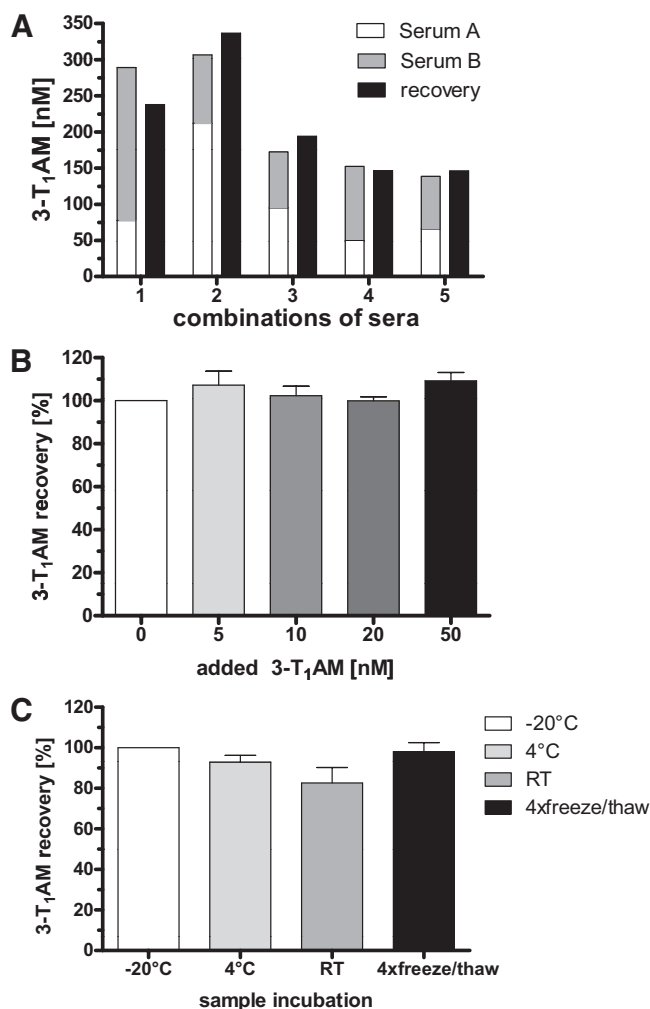 A
350
300
250
200
150
100
50
0
3-T₁AM [nM]
Serum A
Serum B
recovery
1 2 3 4 5
combinations of sera
B
120
100
80
60
40
20
0
3-T₁AM recovery [%]
0 5 10 20 50
added 3-T₁AM [nM]
C
120
100
80
60
40
20
0
3-T₁AM recovery [%]
-20°C
4°C
RT
4xfreeze/thaw
-20°C 4°C RT 4xfreeze/thaw
sample incubation